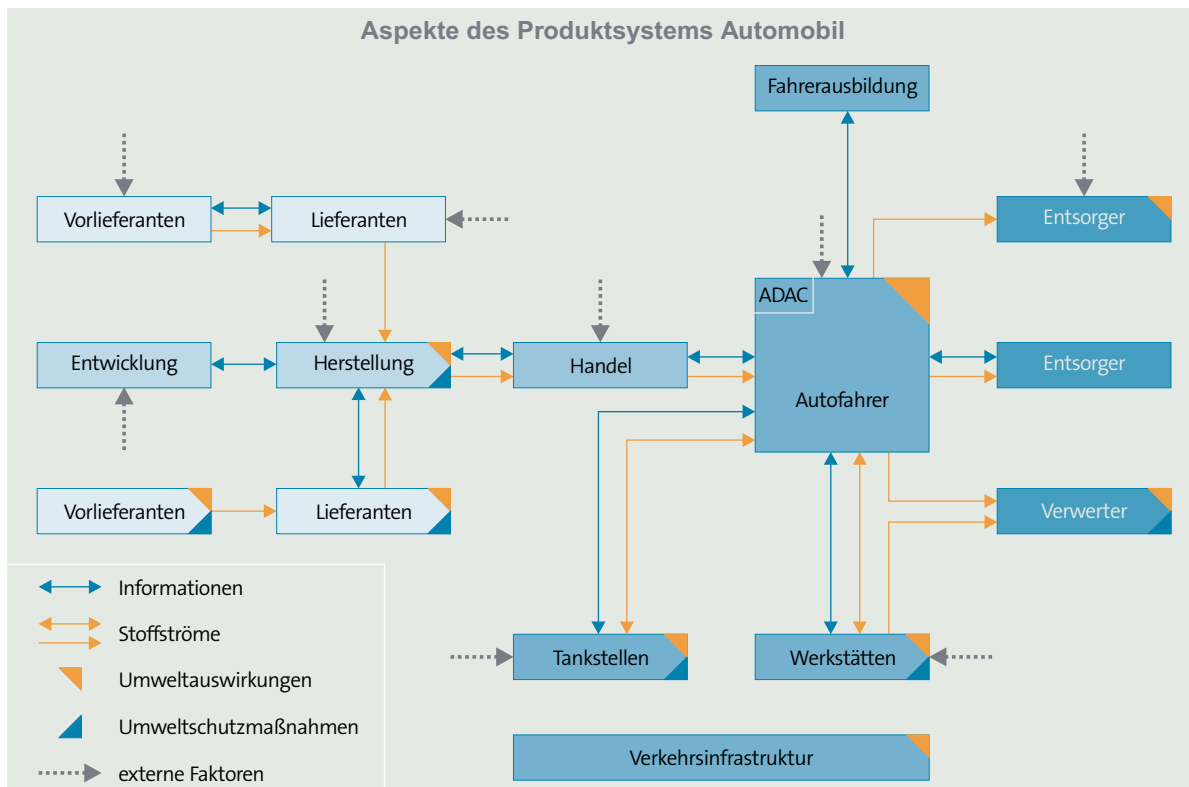 Aspekte des Produktsystems Automobil
Fahrerausbildung
Vorlieferanten
Lieferanten
Entsorger
ADAC
Entwicklung
Herstellung
Handel
Autofahrer
Entsorger
Vorlieferanten
Lieferanten
Verwerter
Informationen
Stoffströme
Umweltauswirkungen
Umweltschutzmaßnahmen
externe Faktoren
Tankstellen
Werkstätten
Verkehrsinfrastruktur